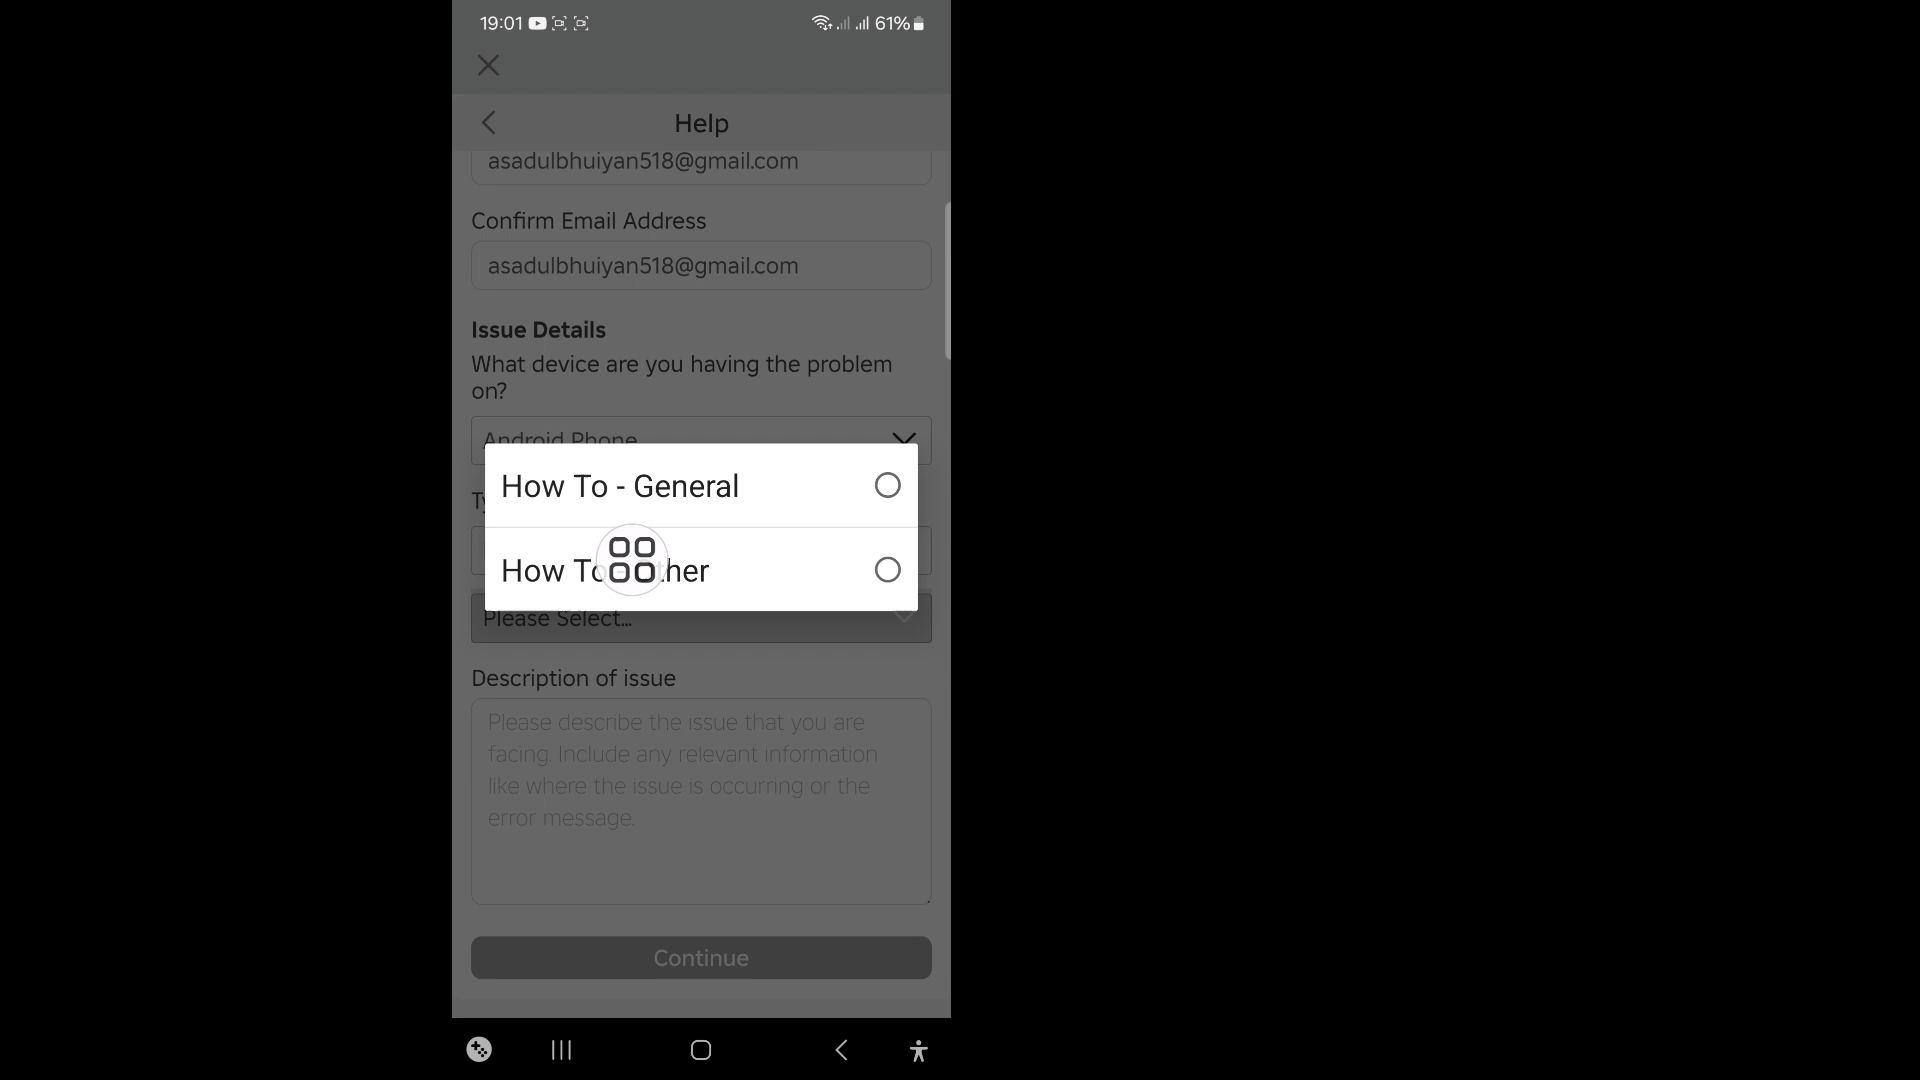 19:01 61%
Help
asadulbhuiyan518@gmail.com
Confirm Email Address
asadulbhuiyan518@gmail.com
Issue Details
What device are you having the problem
on?
Android Phone
How To - General
How To
Please Select...
Description of issue
Please describe the issue that you are
facing. Include any relevant information
like where the issue is occurring or the
error message.
Continue